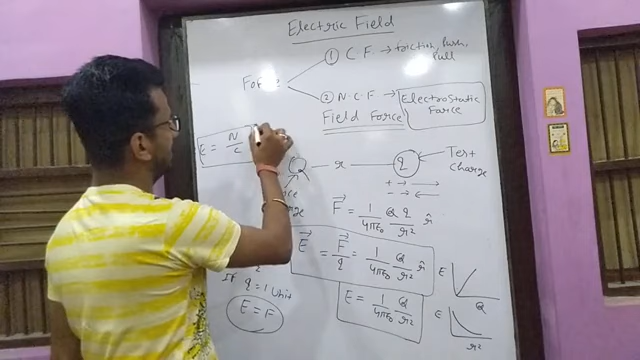 Electric Field
① C.F → friction, Push, Pull
② N.C.F → ElectroStatic Force
Field Force
E = N/C
r
q
Test Charge
+ → ⟶
- → ⟵
F⃗ = 1/4πε₀ Qq/r² r̂
E⃗ = F⃗/q = 1/4πε₀ Q/r² r̂
If
q = 1 Unit
E = F
E = 1/4πε₀ Q/r²
E
Q
E
r²